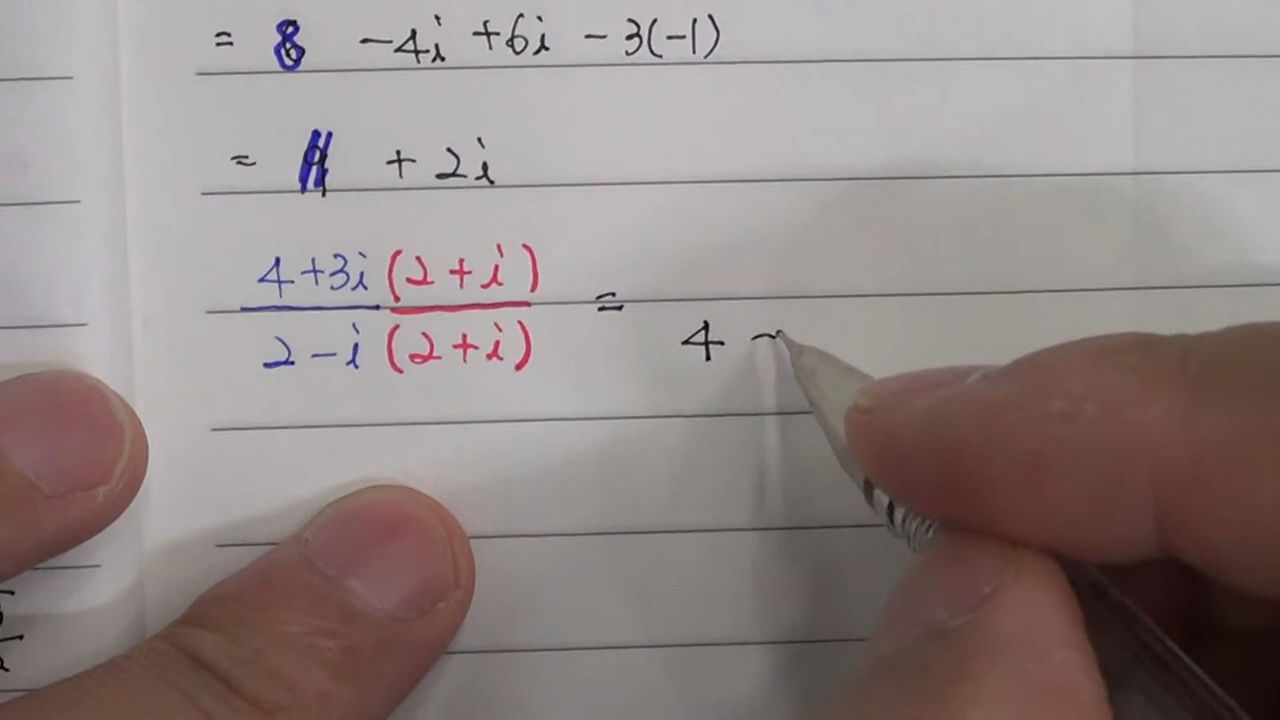 = 8 -4i +6i - 3(-1)
= 11 + 2i
4+3i (2+i)
= 
2-i (2+i) 4 -